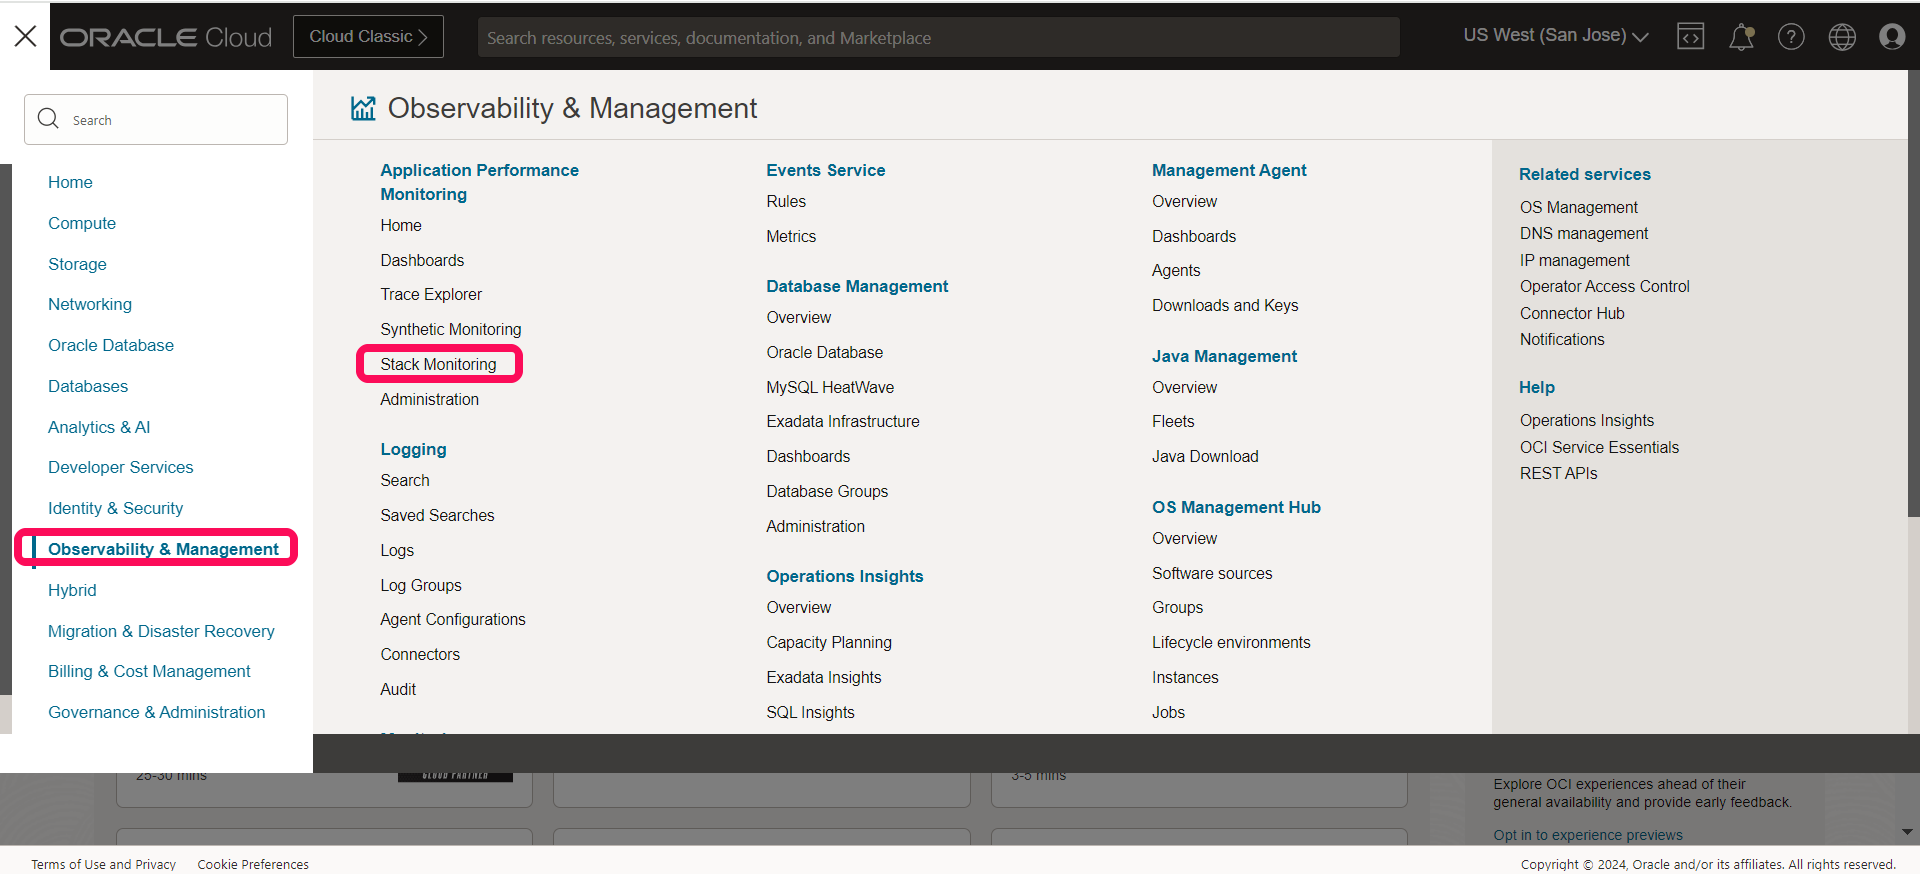 ORACLE Cloud
Cloud Classic
Search resources, services, documentation, and Marketplace
US West (San Jose)
Search
Home
Compute
Storage
Networking
Oracle Database
Databases
Analytics & AI
Developer Services
Identity & Security
Observability & Management
Hybrid
Migration & Disaster Recovery
Billing & Cost Management
Governance & Administration
Observability & Management
Application Performance
Monitoring
Home
Dashboards
Trace Explorer
Synthetic Monitoring
Stack Monitoring
Administration
Logging
Search
Saved Searches
Logs
Log Groups
Agent Configurations
Connectors
Audit
Events Service
Rules
Metrics
Database Management
Overview
Oracle Database
MySQL HeatWave
Exadata Infrastructure
Dashboards
Database Groups
Administration
Operations Insights
Overview
Capacity Planning
Exadata Insights
SQL Insights
Management Agent
Overview
Dashboards
Agents
Downloads and Keys
Java Management
Overview
Fleets
Java Download
OS Management Hub
Overview
Software sources
Groups
Lifecycle environments
Instances
Jobs
Related services
OS Management
DNS management
IP management
Operator Access Control
Connector Hub
Notifications
Help
Operations Insights
OCI Service Essentials
REST APIs
25-30 mins
CLOUD PARTNER
3-5 mins
Explore OCI experiences ahead of their
general availability and provide early feedback.
Opt in to experience previews
Terms of Use and Privacy
Cookie Preferences
Copyright © 2024, Oracle and/or its affiliates. All rights reserved.